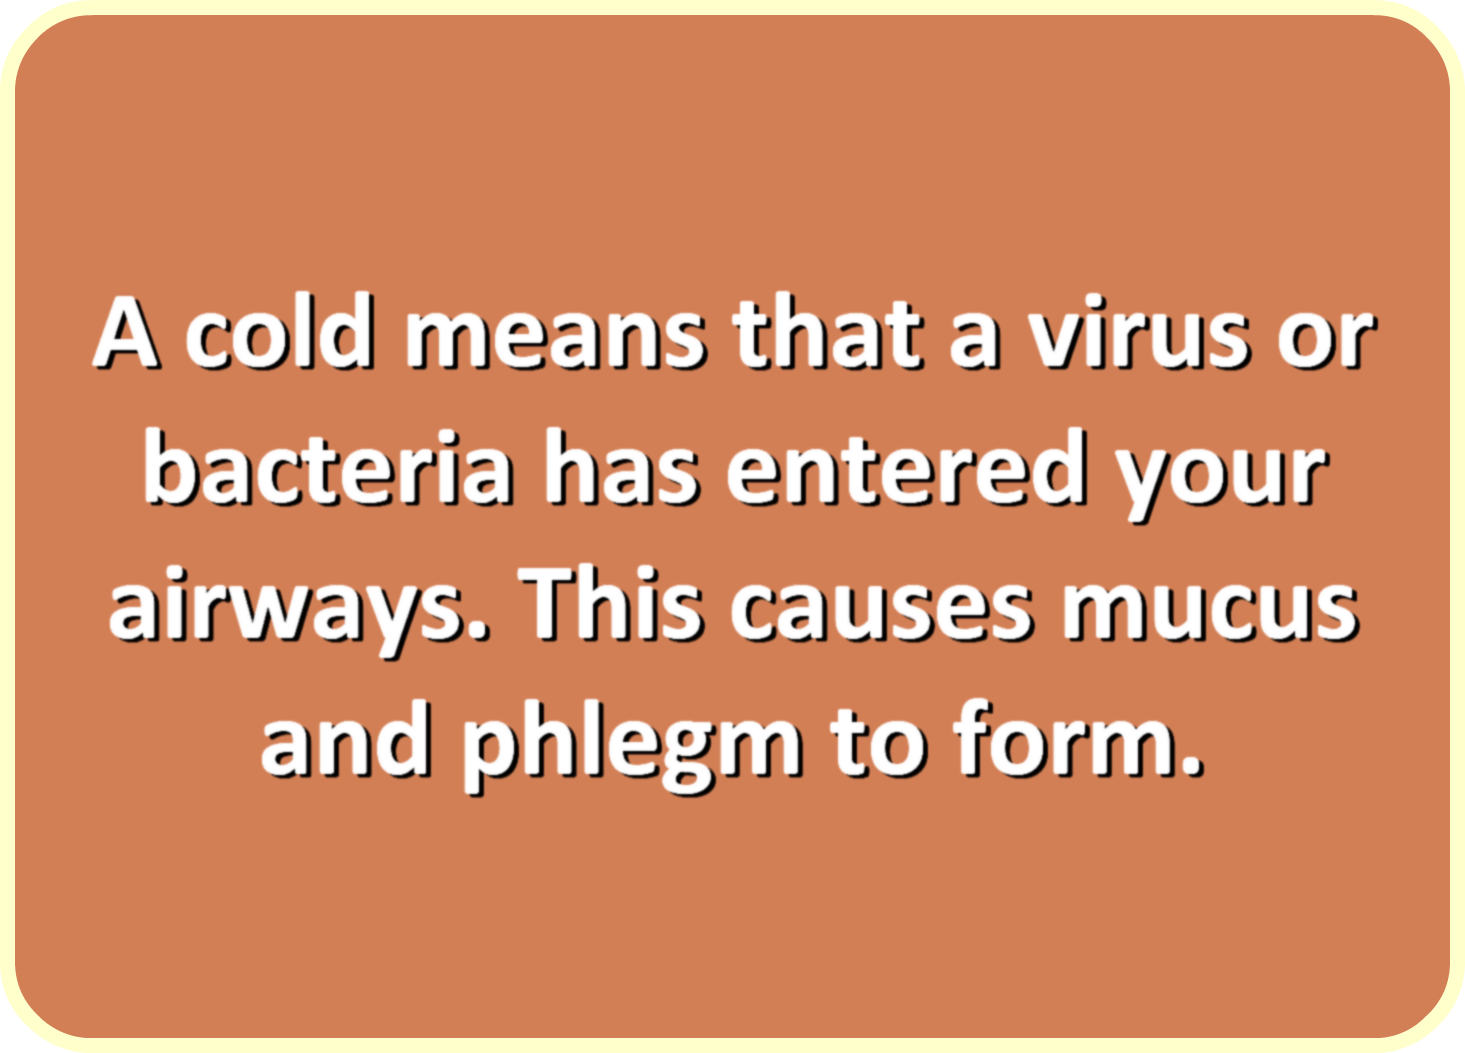 A cold means that a virus or
bacteria has entered your
airways. This causes mucus
and phlegm to form.